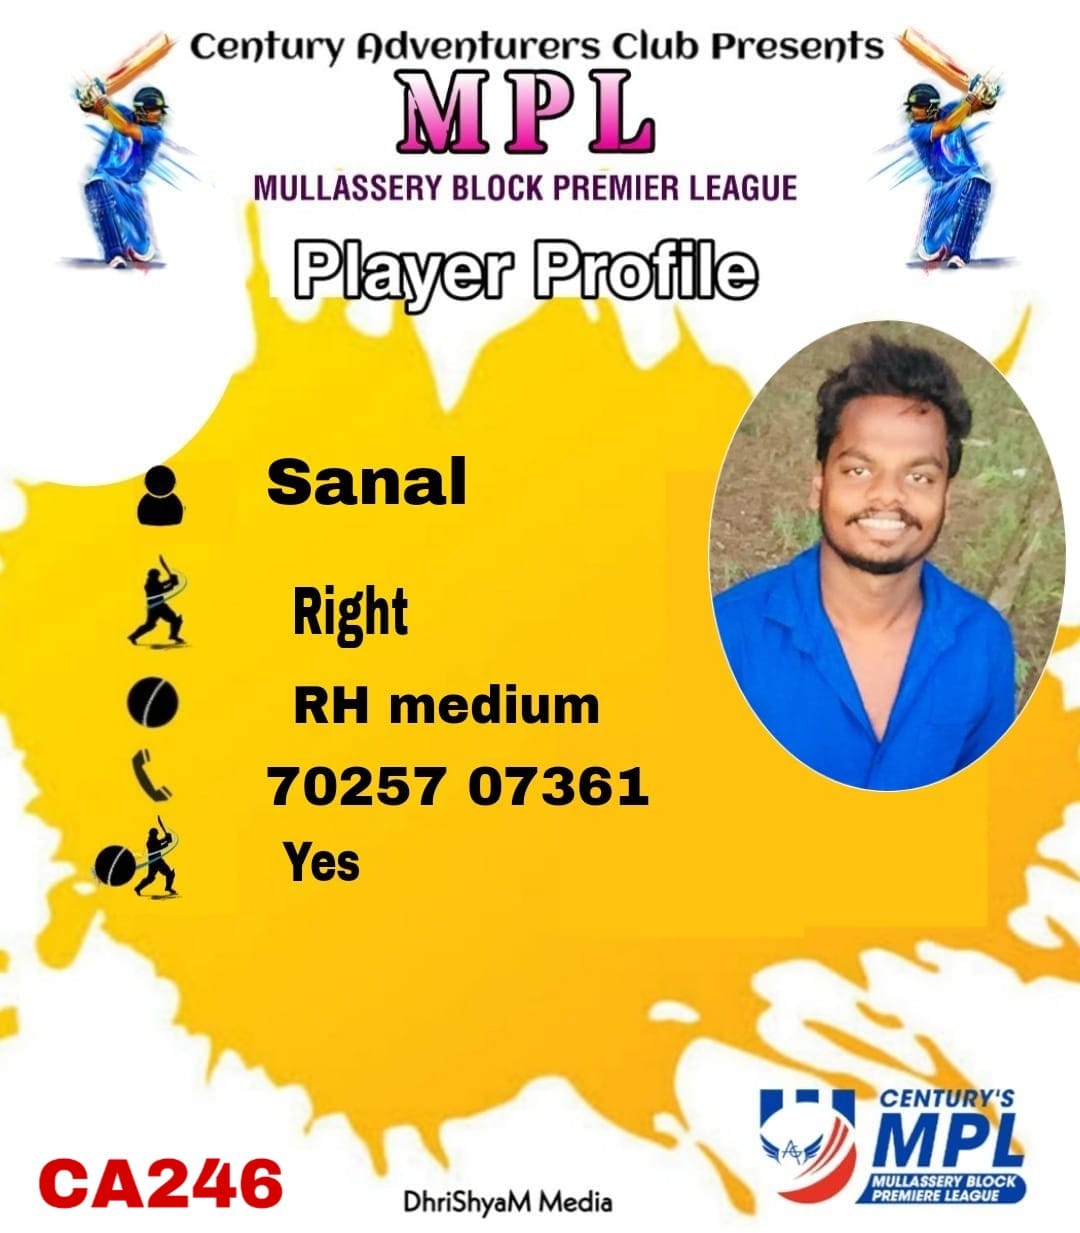 Century Adventurers Club Presents
MPL
MULLASSERY BLOCK PREMIER LEAGUE
Player Profile
Sanal
Right
RH medium
70257 07361
Yes
CA246
DhriShyaM Media
CENTURY'S
MPL
MULLASSERY BLOCK
PREMIERE LEAGUE